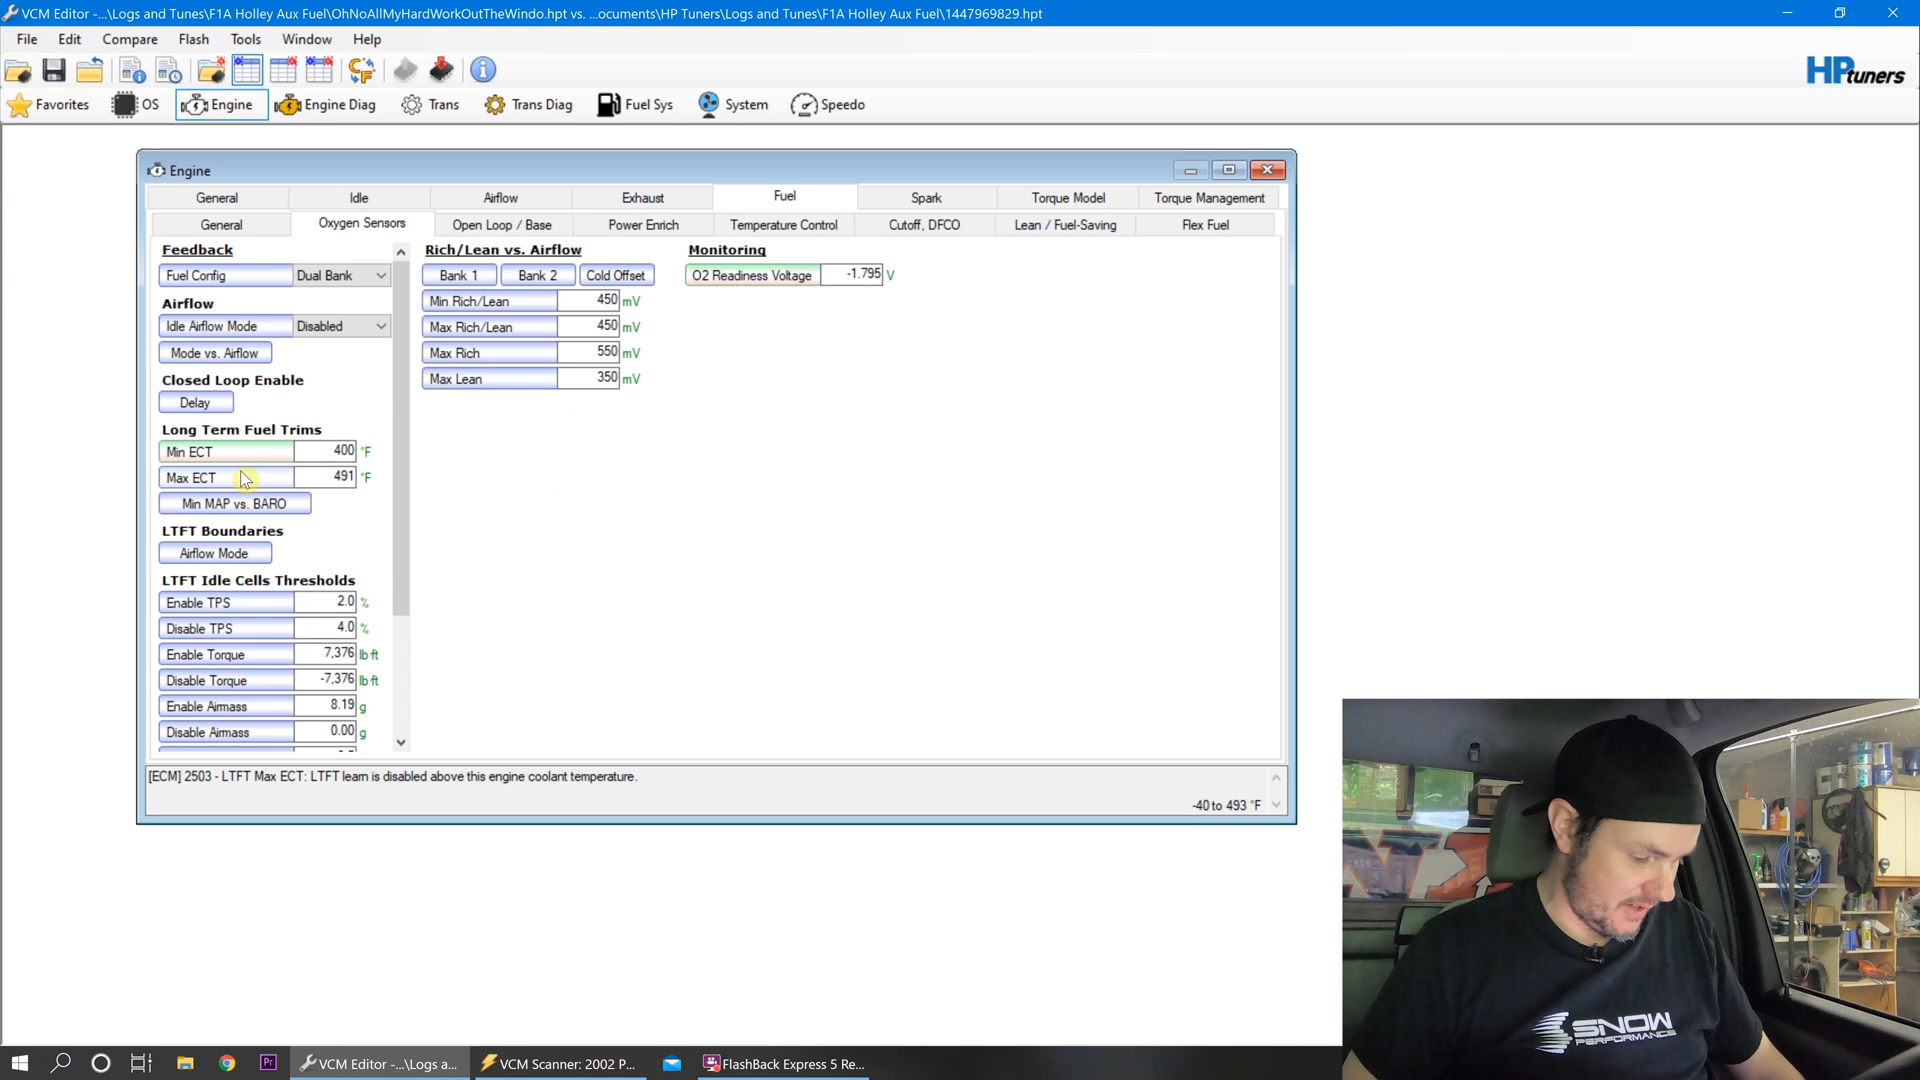 VCM Editor -...\Logs and Tunes\F1A Holley Aux Fuel\OhNoAllMyHardWorkOutTheWindo.hpt vs. ...ocuments\HP Tuners\Logs and Tunes\F1A Holley Aux Fuel\1447969829.hpt
File Edit Compare Flash Tools Window Help
HPtuners
Favorites OS Engine Engine Diag Trans Trans Diag Fuel Sys System Speedo
Engine
General Idle Airflow Exhaust Fuel Spark Torque Model Torque Management
General Oxygen Sensors Open Loop / Base Power Enrich Temperature Control Cutoff, DFCO Lean / Fuel-Saving Flex Fuel
Feedback
Fuel Config Dual Bank
Airflow
Idle Airflow Mode Disabled
Mode vs. Airflow
Closed Loop Enable
Delay
Long Term Fuel Trims
Min ECT 400 °F
Max ECT 491 °F
Min MAP vs. BARO
LTFT Boundaries
Airflow Mode
LTFT Idle Cells Thresholds
Enable TPS 2.0 %
Disable TPS 4.0 %
Enable Torque 7,376 lb·ft
Disable Torque -7,376 lb·ft
Enable Airmass 8.19 g
Disable Airmass 0.00 g
Rich/Lean vs. Airflow
Bank 1 Bank 2 Cold Offset
Min Rich/Lean 450 mV
Max Rich/Lean 450 mV
Max Rich 550 mV
Max Lean 350 mV
Monitoring
O2 Readiness Voltage -1.795 V
[ECM] 2503 - LTFT Max ECT: LTFT learn is disabled above this engine coolant temperature.
-40 to 493 °F
SNOW
PERFORMANCE
Pr VCM Editor -...\Logs a... VCM Scanner: 2002 P... FlashBack Express 5 Re...